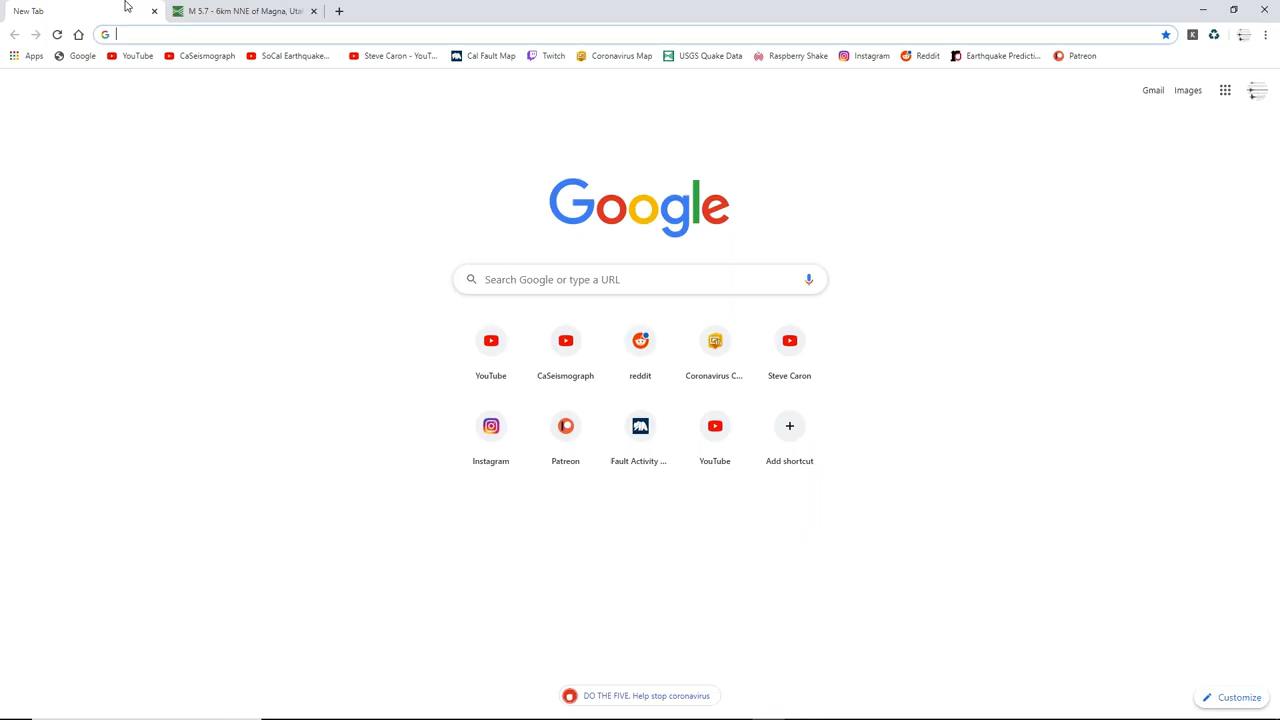 New Tab
M 5.7 - 6km NNE of Magna, Uta
Apps
Google
YouTube
CaSeismograph
SoCal Earthquake...
Steve Caron - YouT...
Cal Fault Map
Twitch
Coronavirus Map
USGS Quake Data
Raspberry Shake
Instagram
Reddit
Earthquake Predicti...
Patreon
Gmail
Images
Google
Search Google or type a URL
YouTube
CaSeismograph
reddit
Coronavirus C...
Steve Caron
Instagram
Patreon
Fault Activity ...
YouTube
Add shortcut
DO THE FIVE. Help stop coronavirus
Customize